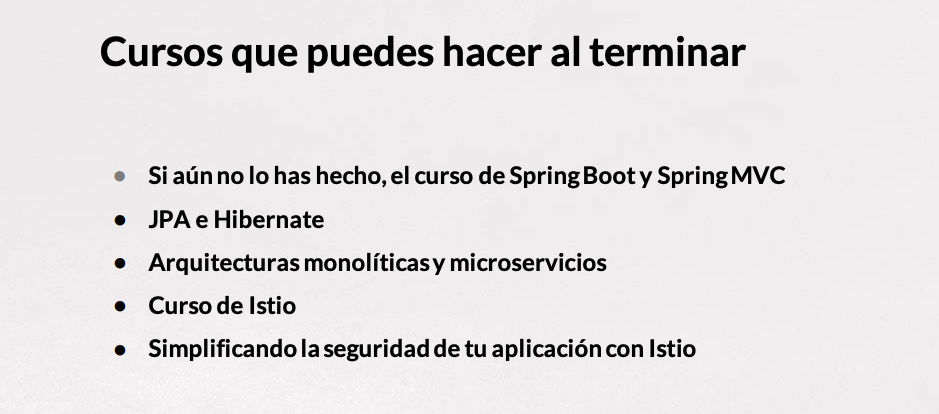 Cursos que puedes hacer al terminar
● Si aún no lo has hecho, el curso de Spring Boot y Spring MVC
● JPA e Hibernate
● Arquitecturas monolíticas y microservicios
● Curso de Istio
● Simplificando la seguridad de tu aplicación con Istio